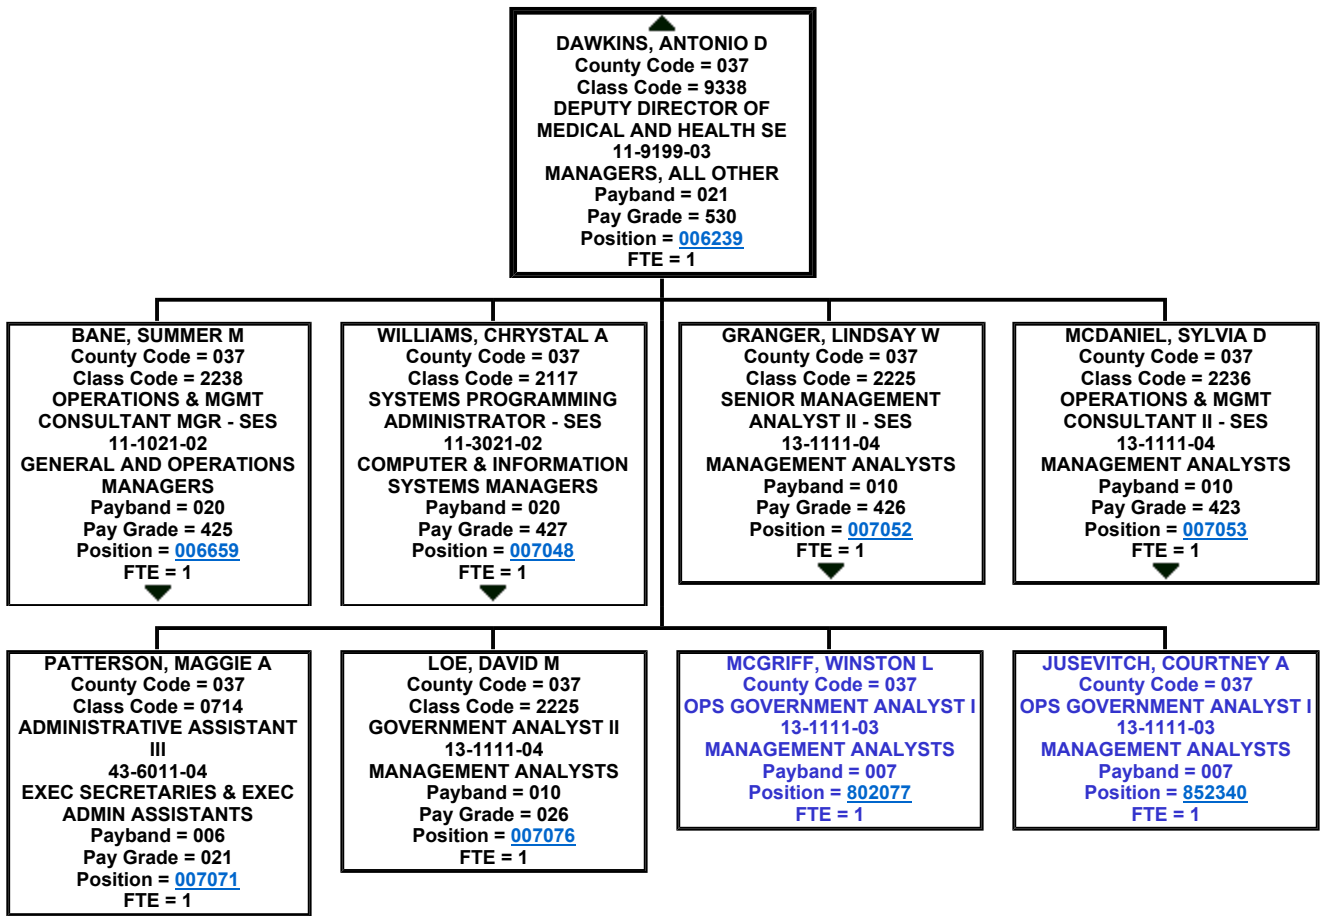 DAWKINS, ANTONIO D
County Code = 037
Class Code = 9338
DEPUTY DIRECTOR OF
MEDICAL AND HEALTH SE
11-9199-03
MANAGERS, ALL OTHER
Payband = 021
Pay Grade = 530
Position = 006239
FTE = 1
BANE, SUMMER M
County Code = 037
Class Code = 2238
OPERATIONS & MGMT
CONSULTANT MGR - SES
11-1021-02
GENERAL AND OPERATIONS
MANAGERS
Payband = 020
Pay Grade = 425
Position = 006659
FTE = 1
WILLIAMS, CHRYSTAL A
County Code = 037
Class Code = 2117
SYSTEMS PROGRAMMING
ADMINISTRATOR - SES
11-3021-02
COMPUTER & INFORMATION
SYSTEMS MANAGERS
Payband = 020
Pay Grade = 427
Position = 007048
FTE = 1
GRANGER, LINDSAY W
County Code = 037
Class Code = 2225
SENIOR MANAGEMENT
ANALYST II - SES
13-1111-04
MANAGEMENT ANALYSTS
Payband = 010
Pay Grade = 426
Position = 007052
FTE = 1
MCDANIEL, SYLVIA D
County Code = 037
Class Code = 2236
OPERATIONS & MGMT
CONSULTANT II - SES
13-1111-04
MANAGEMENT ANALYSTS
Payband = 010
Pay Grade = 423
Position = 007053
FTE = 1
PATTERSON, MAGGIE A
County Code = 037
Class Code = 0714
ADMINISTRATIVE ASSISTANT
III
43-6011-04
EXEC SECRETARIES & EXEC
ADMIN ASSISTANTS
Payband = 006
Pay Grade = 021
Position = 007071
FTE = 1
LOE, DAVID M
County Code = 037
Class Code = 2225
GOVERNMENT ANALYST II
13-1111-04
MANAGEMENT ANALYSTS
Payband = 010
Pay Grade = 026
Position = 007076
FTE = 1
MCGRIFF, WINSTON L
County Code = 037
OPS GOVERNMENT ANALYST I
13-1111-03
MANAGEMENT ANALYSTS
Payband = 007
Position = 802077
FTE = 1
JUSEVITCH, COURTNEY A
County Code = 037
OPS GOVERNMENT ANALYST I
13-1111-03
MANAGEMENT ANALYSTS
Payband = 007
Position = 852340
FTE = 1